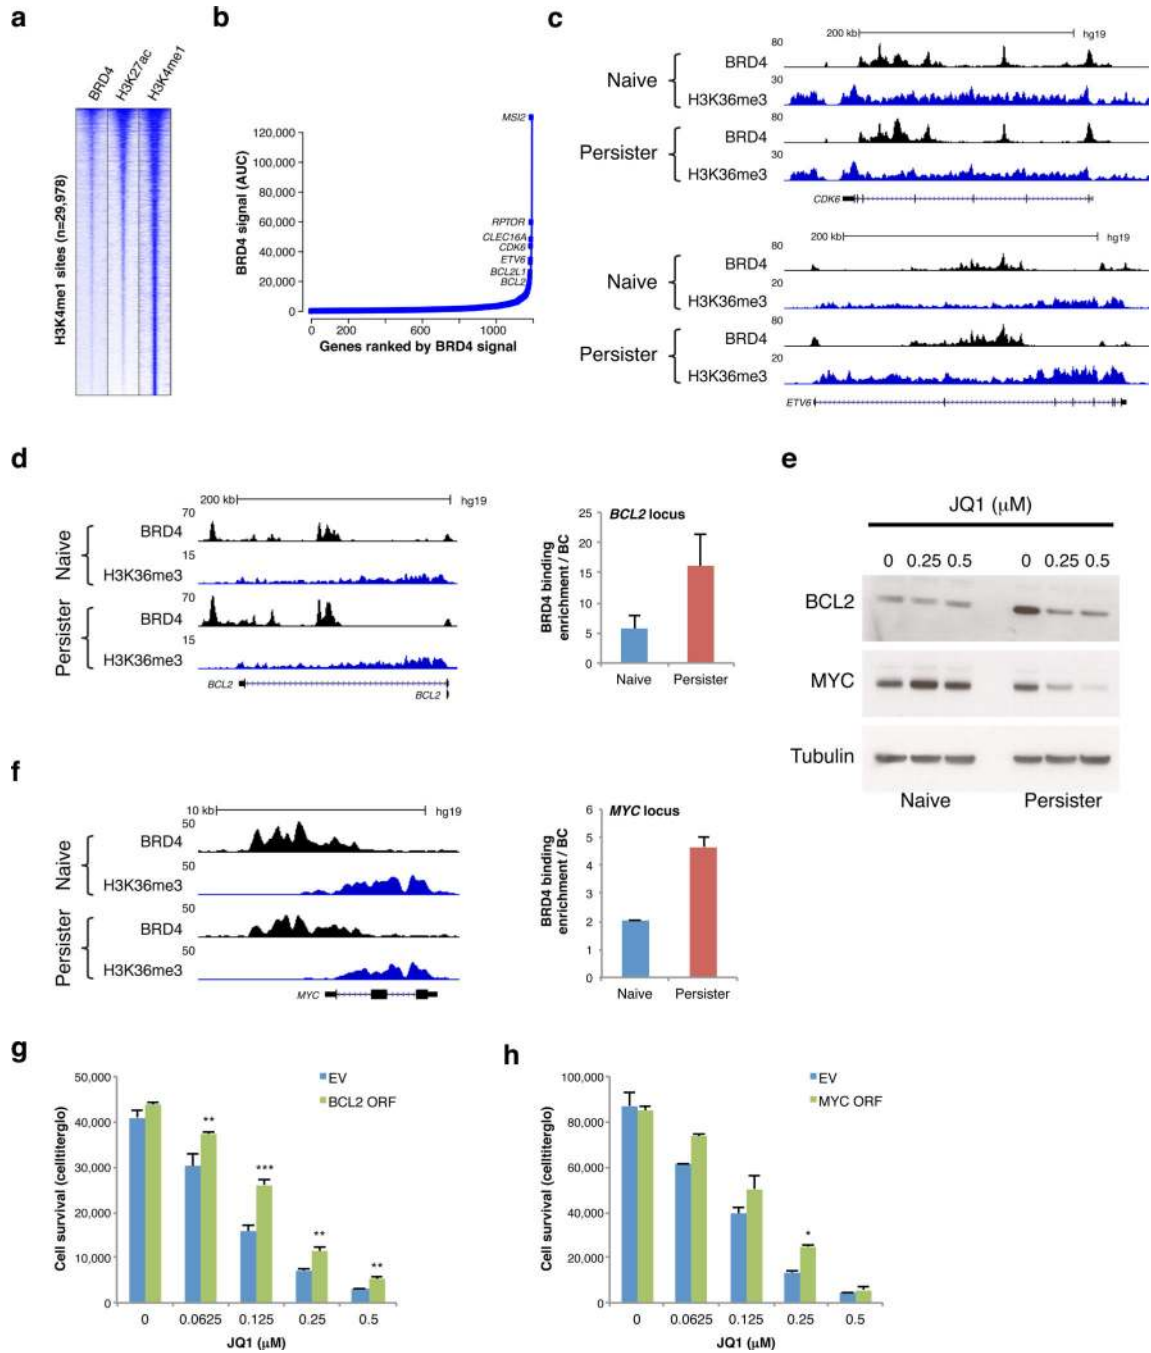 a
BRD4
H3K27ac
H3K4me1
H3K4me1 sites (n=29,978)
b
BRD4 signal (AUC)
120,000
100,000
80,000
60,000
40,000
20,000
0
MSI2
RPTOR
CLEC16A
CDK6
ETV6
BCL2L1
BCL2
0 200 600 1000
Genes ranked by BRD4 signal
c
200 kb hg19
Naive
80 BRD4
30 H3K36me3
Persister
80 BRD4
30 H3K36me3
CDK6
200 kb hg19
Naive
80 BRD4
20 H3K36me3
Persister
80 BRD4
20 H3K36me3
ETV6
d
200 kb hg19
Naive
70 BRD4
15 H3K36me3
Persister
70 BRD4
15 H3K36me3
BCL2
BCL2
BCL2 locus
BRD4 binding
enrichment / BC
25
20
15
10
5
0
Naive Persister
e
JQ1 (μM)
0 0.25 0.5 0 0.25 0.5
BCL2
MYC
Tubulin
Naive Persister
f
10 kb hg19
Naive
50 BRD4
50 H3K36me3
Persister
50 BRD4
50 H3K36me3
MYC
MYC locus
BRD4 binding
enrichment / BC
6
5
4
3
2
1
0
Naive Persister
g
Cell survival (celltiterglo)
50,000
40,000
30,000
20,000
10,000
0
EV
BCL2 ORF
** *** ** **
0 0.0625 0.125 0.25 0.5
JQ1 (μM)
h
Cell survival (celltiterglo)
100,000
80,000
60,000
40,000
20,000
0
EV
MYC ORF
*
0 0.0625 0.125 0.25 0.5
JQ1 (μM)